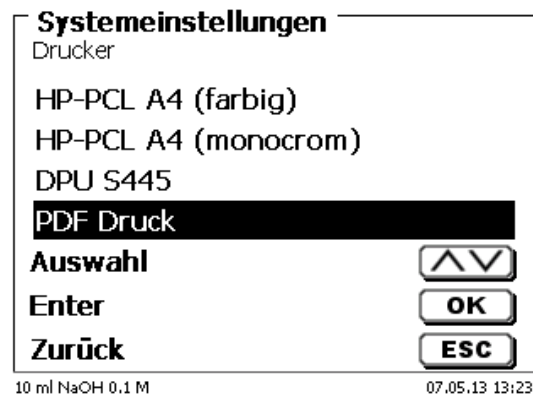 Systemeinstellungen
Drucker
HP-PCL A4 (farbig)
HP-PCL A4 (monocrom)
DPU S445
PDF Druck
Auswahl
Enter OK
Zurück ESC
10 ml NaOH 0.1 M 07.05.13 13:23